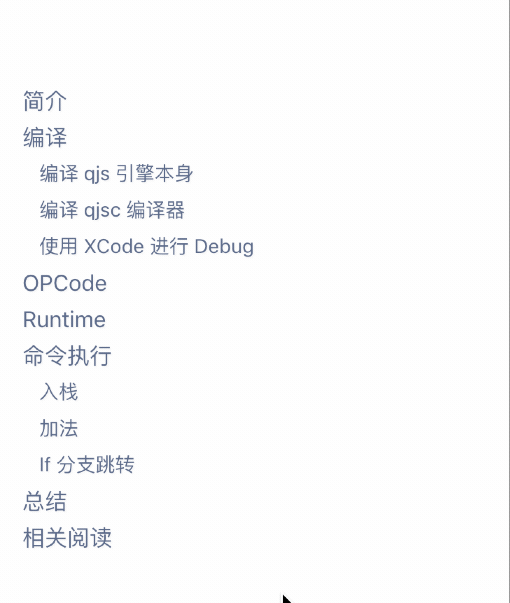 简介
编译
编译 qjs 引擎本身
编译 qjsc 编译器
使用 XCode 进行 Debug
OPCode
Runtime
命令执行
入栈
加法
If 分支跳转
总结
相关阅读